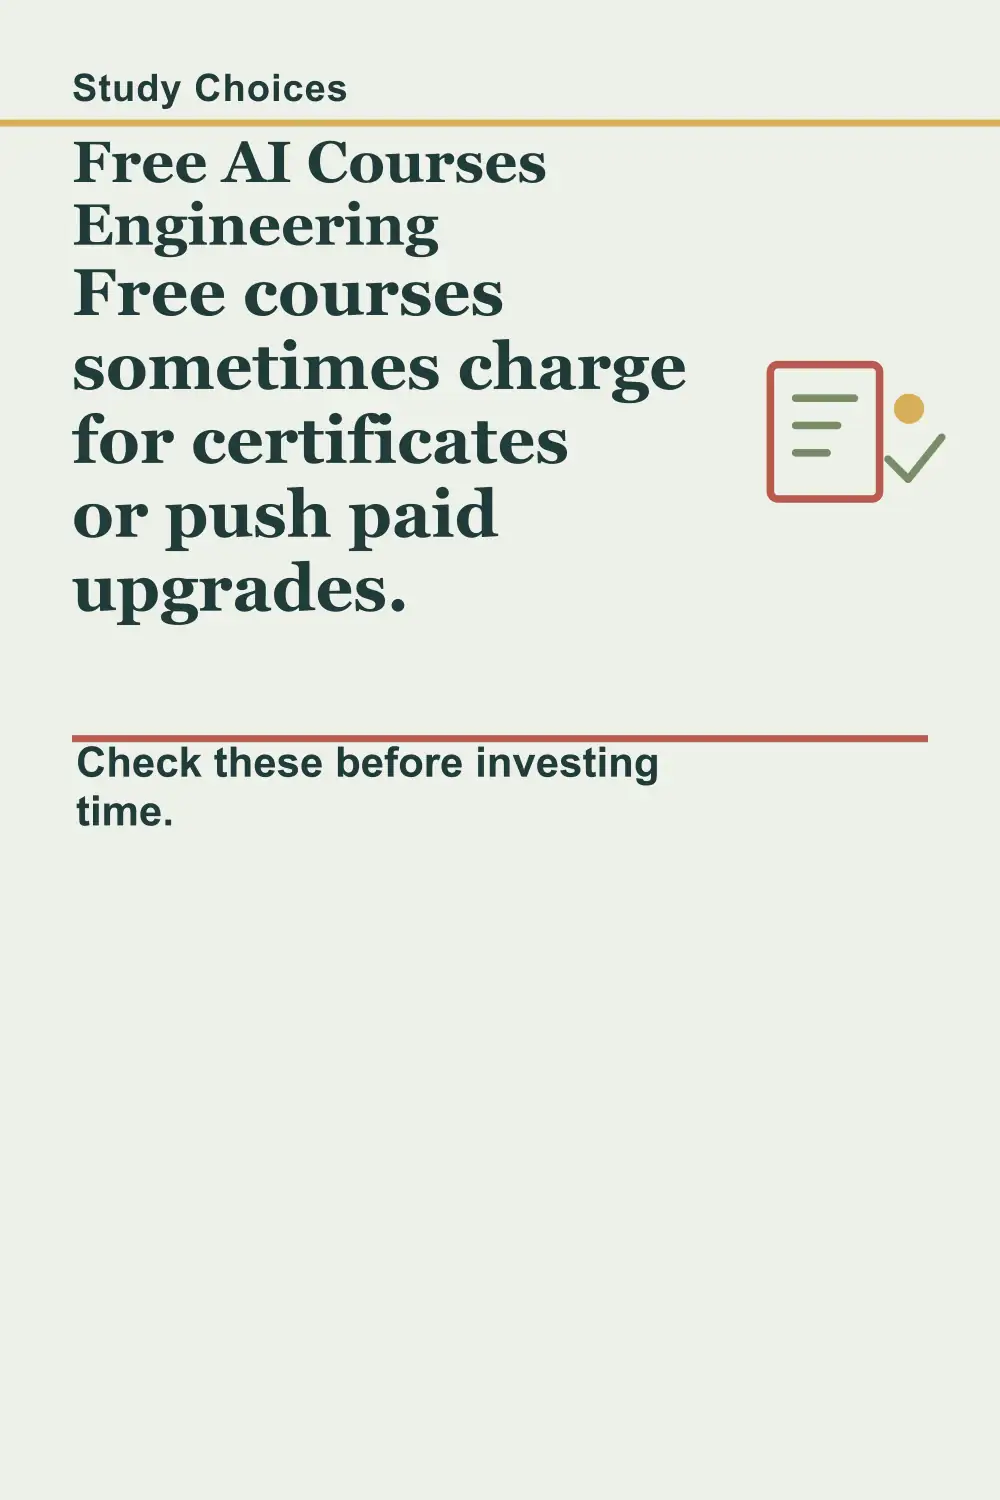 Study Choices
Free AI Courses
Engineering
Free courses
sometimes charge
for certificates
or push paid
upgrades.
Check these before investing
time.